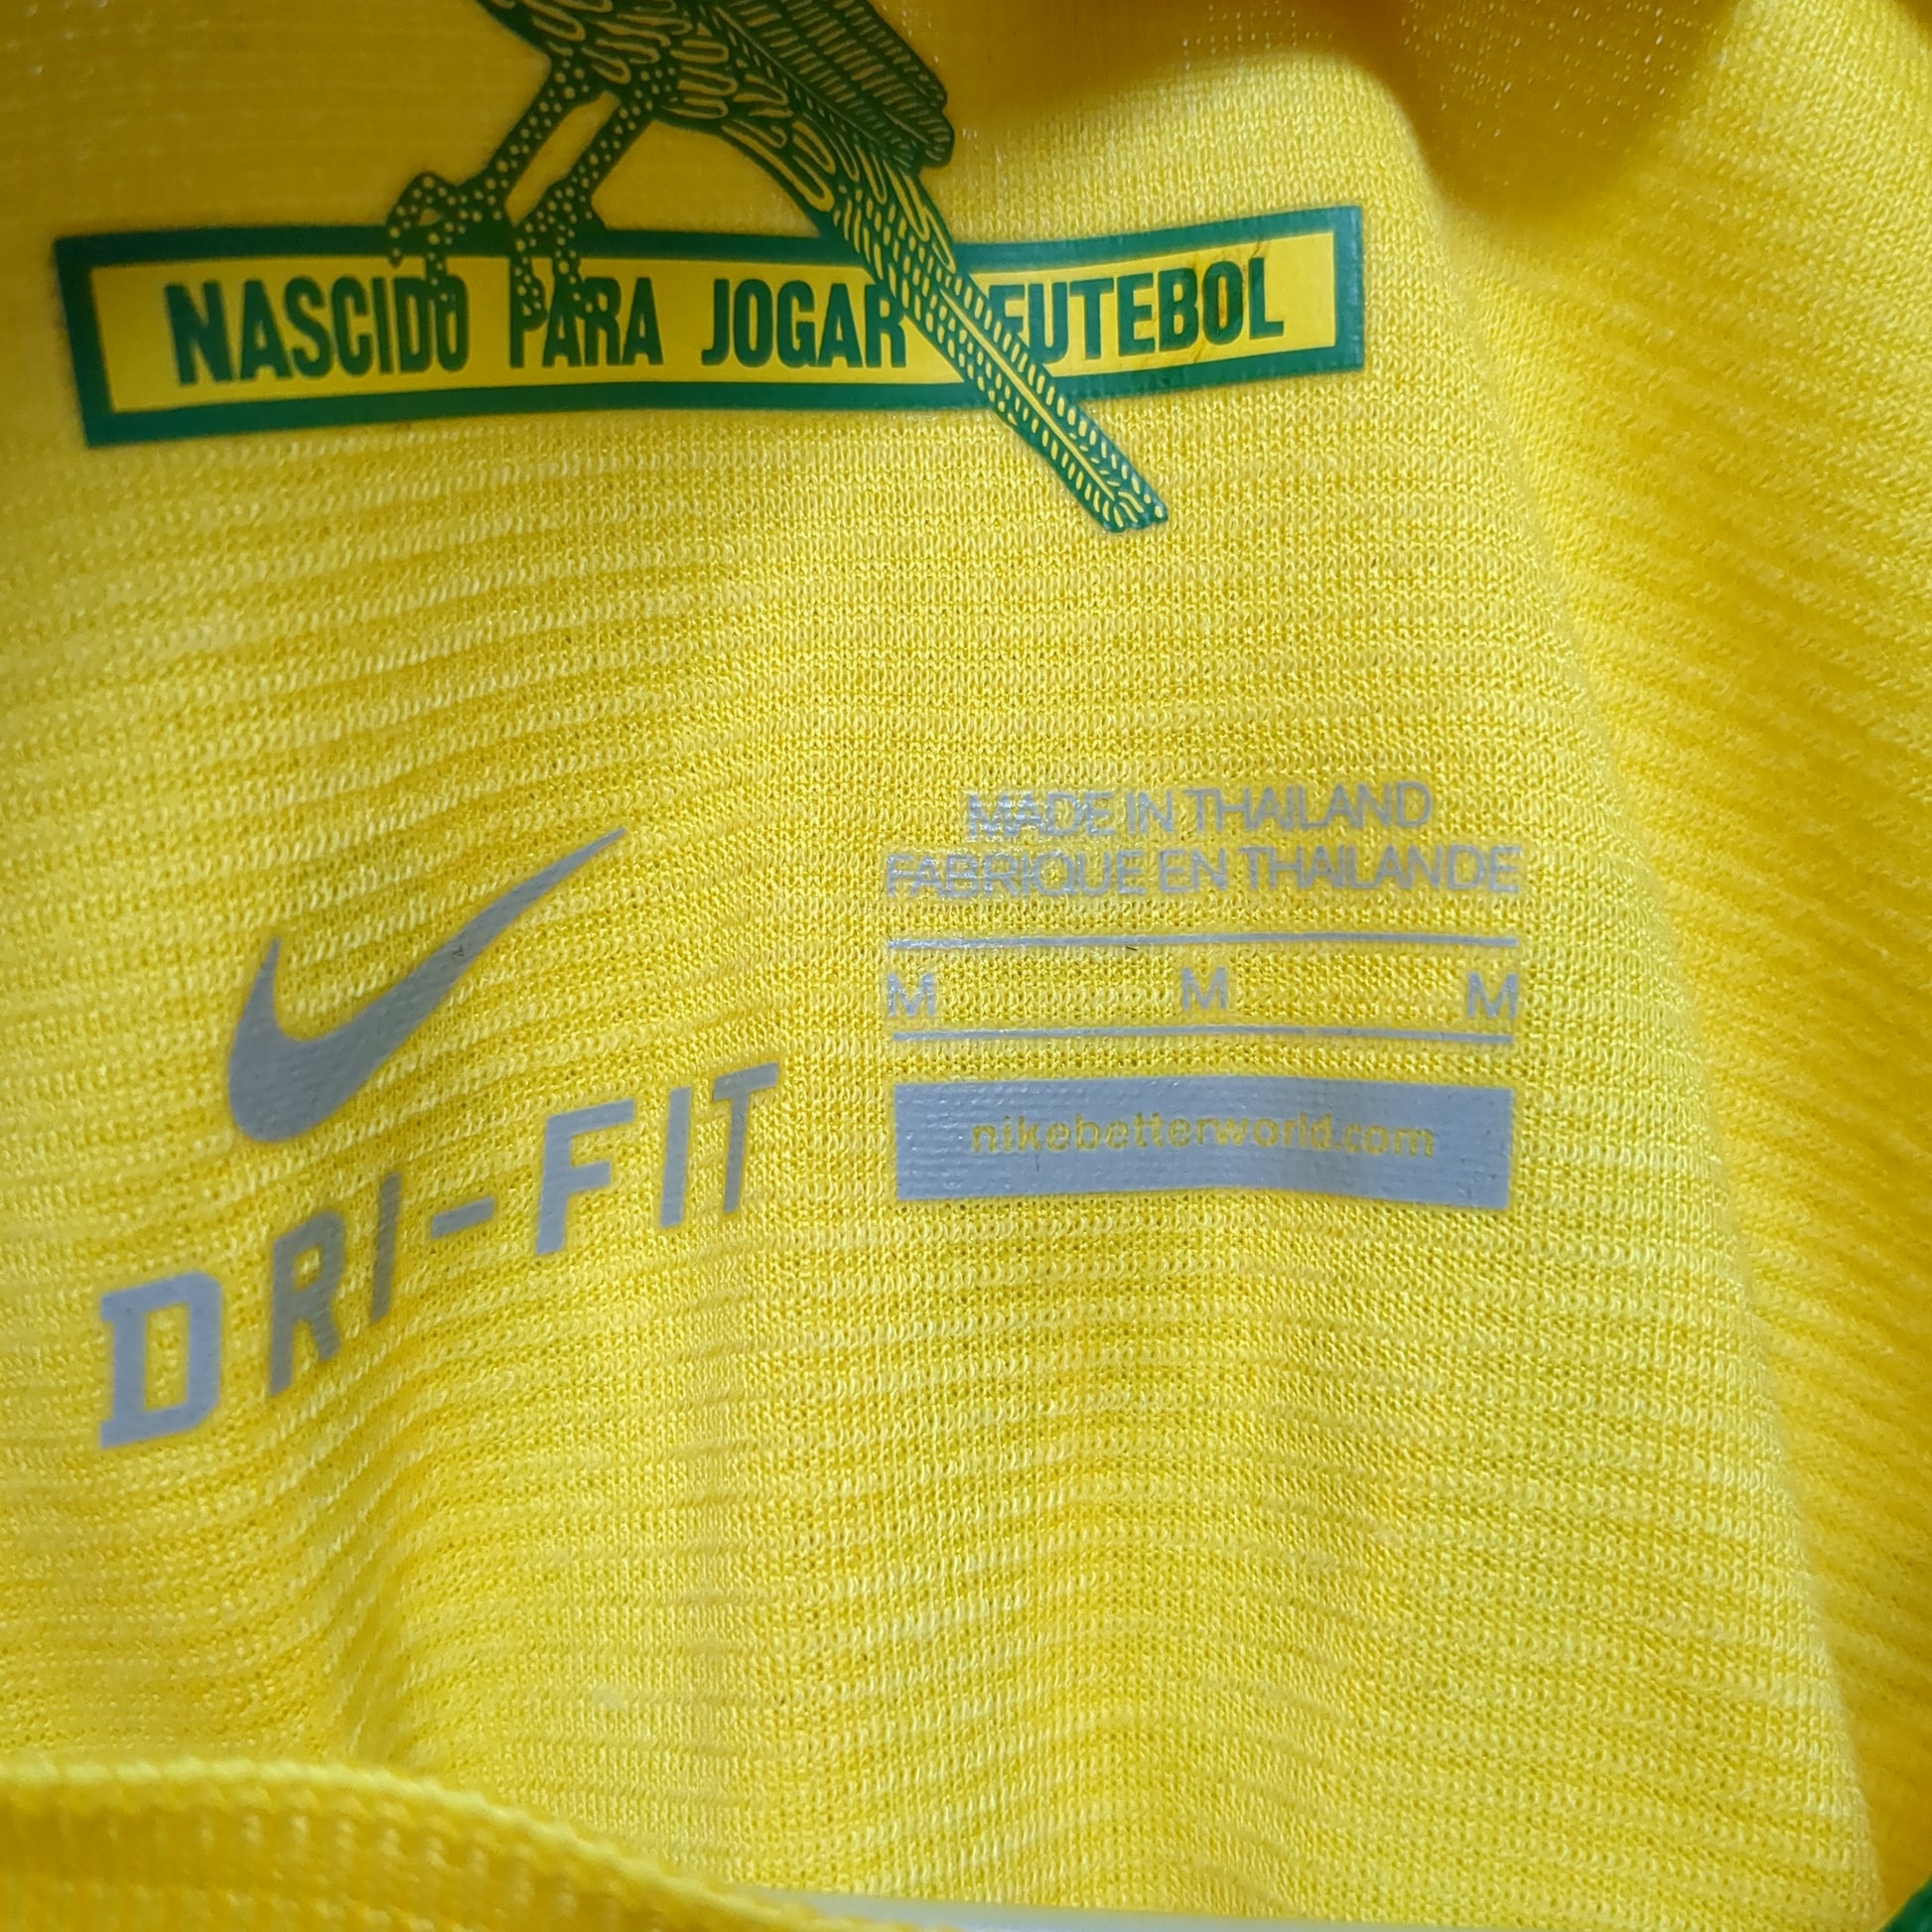 NASCIDO PARA JOGAR FUTEBOL
MADE IN THAILAND
FABRIQUE EN THAILANDE
M M M
nikebetterworld.com
DRI-FIT